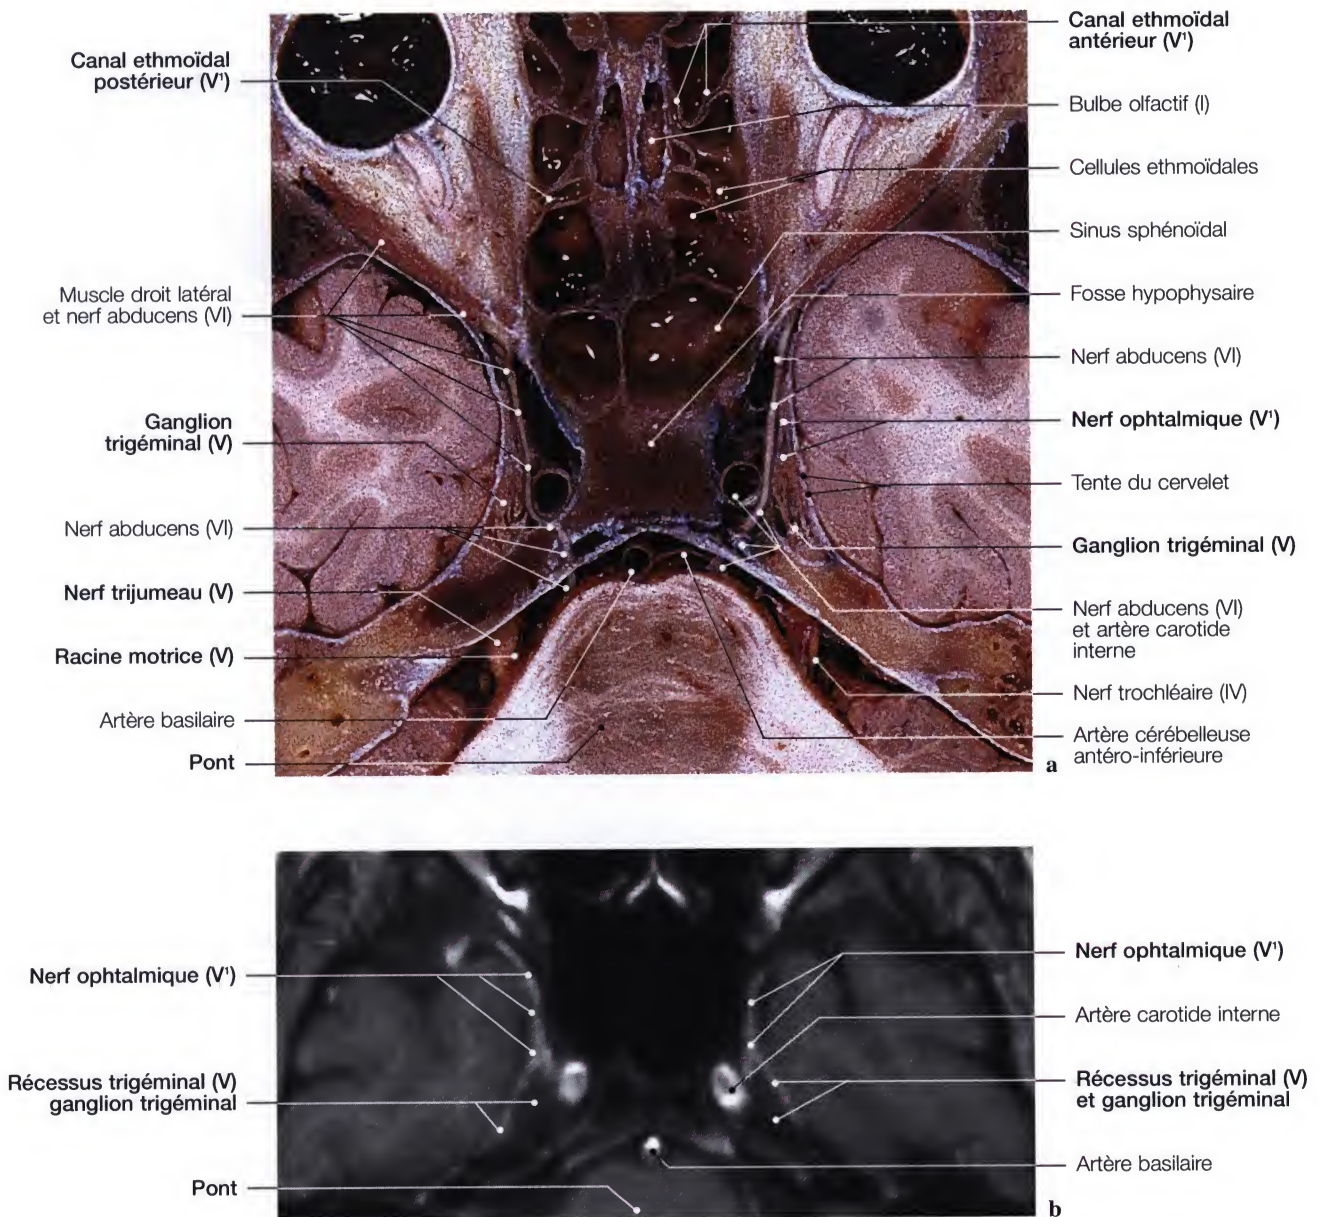 Canal ethmoïdal
postérieur (V¹)
Muscle droit latéral
et nerf abducens (VI)
Ganglion
trigéminal (V)
Nerf abducens (VI)
Nerf trijumeau (V)
Racine motrice (V)
Artère basilaire
Pont
Canal ethmoïdal
antérieur (V¹)
Bulbe olfactif (I)
Cellules ethmoïdales
Sinus sphénoïdal
Fosse hypophysaire
Nerf abducens (VI)
Nerf ophtalmique (V¹)
Tente du cervelet
Ganglion trigéminal (V)
Nerf abducens (VI)
et artère carotide
interne
Nerf trochléaire (IV)
Artère cérébelleuse
antéro-inférieure
a
Nerf ophtalmique (V¹)
Récessus trigéminal (V)
ganglion trigéminal
Pont
Nerf ophtalmique (V¹)
Artère carotide interne
Récessus trigéminal (V)
et ganglion trigéminal
Artère basilaire
b